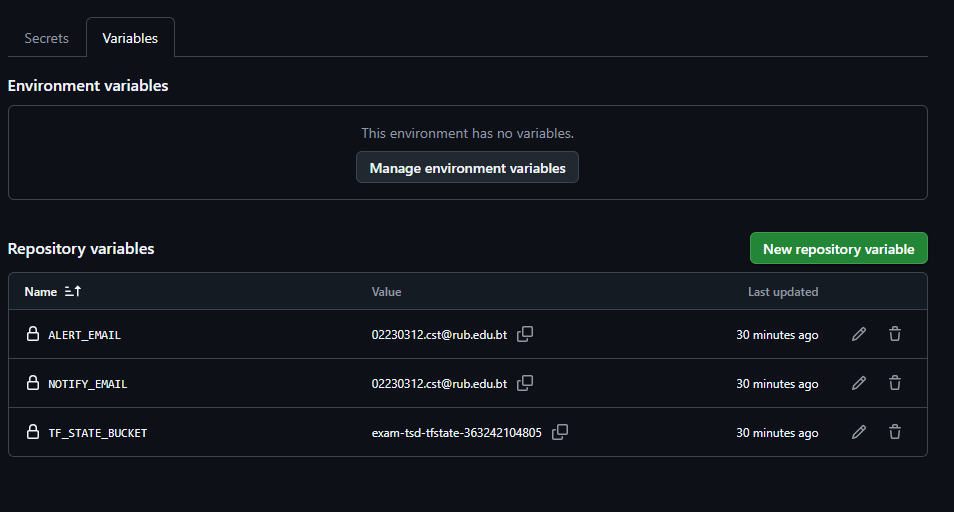 Secrets
Variables
Environment variables
This environment has no variables.
Manage environment variables
Repository variables
New repository variable
Name Value Last updated
ALERT_EMAIL 02230312.cst@rub.edu.bt 30 minutes ago
NOTIFY_EMAIL 02230312.cst@rub.edu.bt 30 minutes ago
TF_STATE_BUCKET exam-tsd-tfstate-363242104805 30 minutes ago